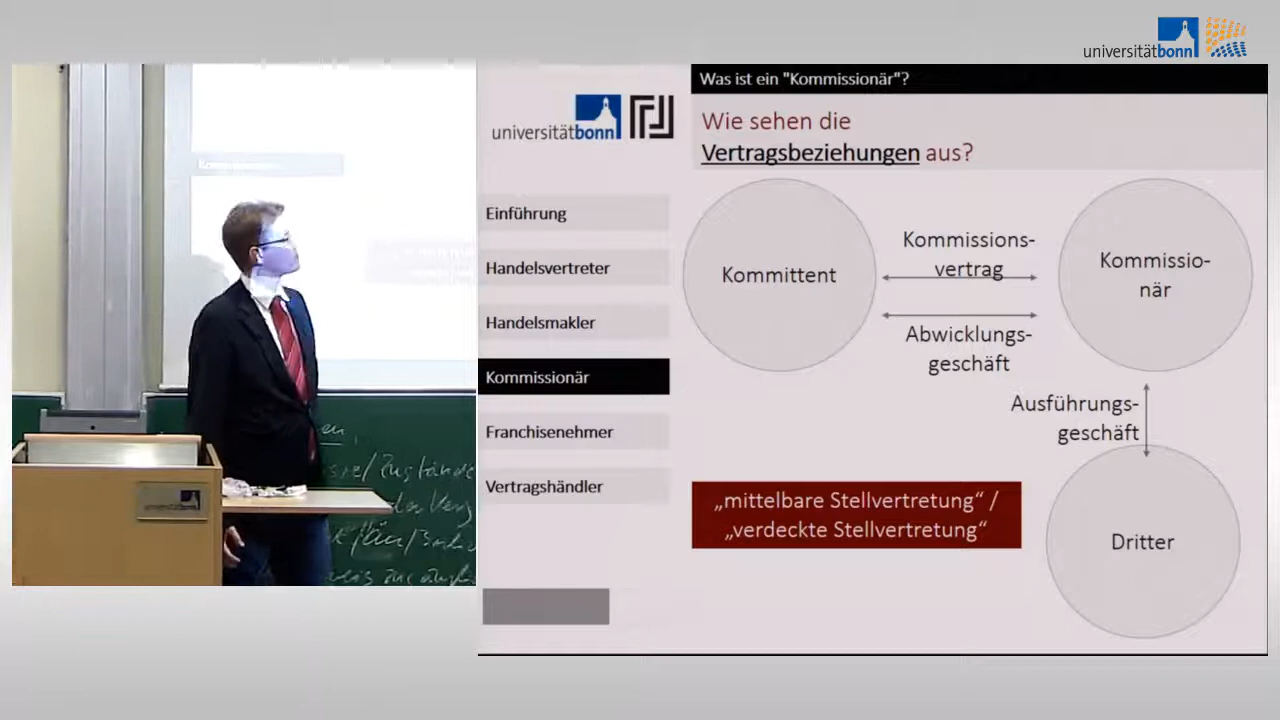 universitätbonn
Was ist ein "Kommissionär"?
universitätbonn
Wie sehen die
Vertragsbeziehungen aus?
Einführung
Handelsvertreter
Handelsmakler
Kommissionär
Franchisenehmer
Vertragshändler
Kommittent
Kommissions-
vertrag
Abwicklungs-
geschäft
Kommissio-
när
Ausführungs-
geschäft
„mittelbare Stellvertretung“ /
„verdeckte Stellvertretung“
Dritter